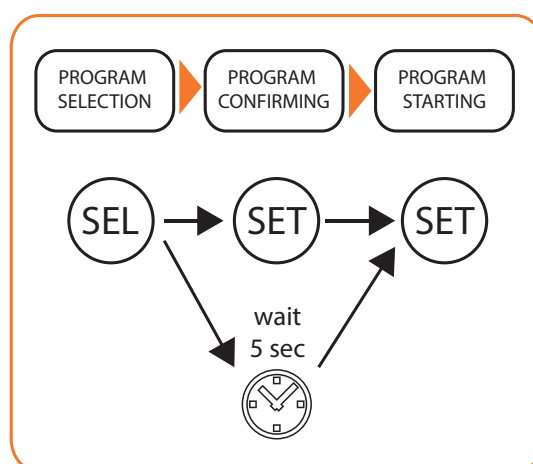 PROGRAM
SELECTION
PROGRAM
CONFIRMING
PROGRAM
STARTING
SEL
SET
SET
wait
5 sec